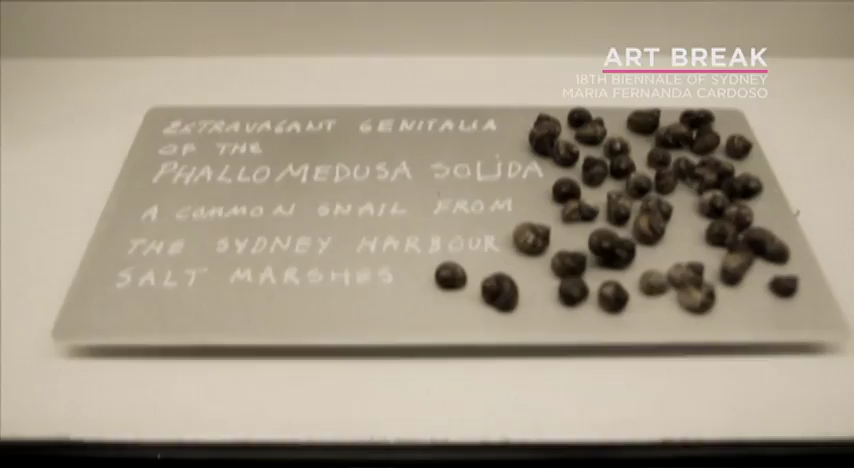 ART BREAK
18TH BIENNALE OF SYDNEY
MARIA FERNANDA CARDOSO
EXTRAVAGANT GENITALIA
OF THE
PHALLOMEDUSA SOLIDA
A COMMON SNAIL FROM
THE SYDNEY HARBOUR
SALT MARSHES